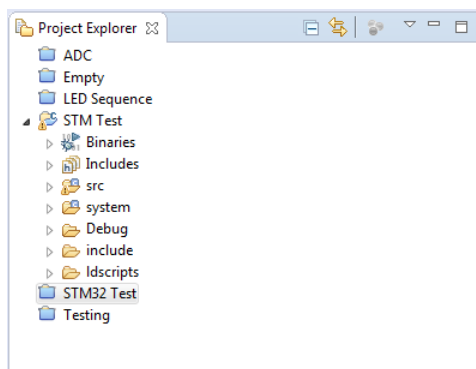 Project Explorer
ADC
Empty
LED Sequence
STM Test
Binaries
Includes
src
system
Debug
include
ldscripts
STM32 Test
Testing